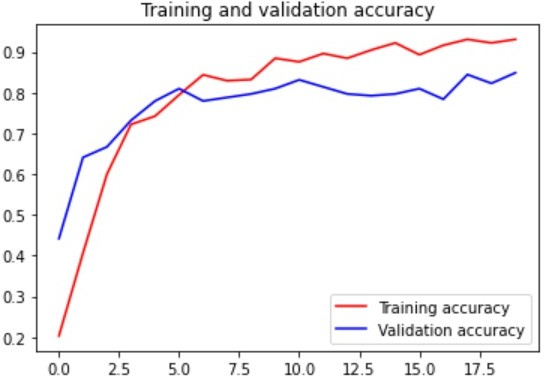 Training and validation accuracy
0.9
0.8
0.7
0.6
0.5
0.4
0.3
0.2
Training accuracy
Validation accuracy
0.0 2.5 5.0 7.5 10.0 12.5 15.0 17.5